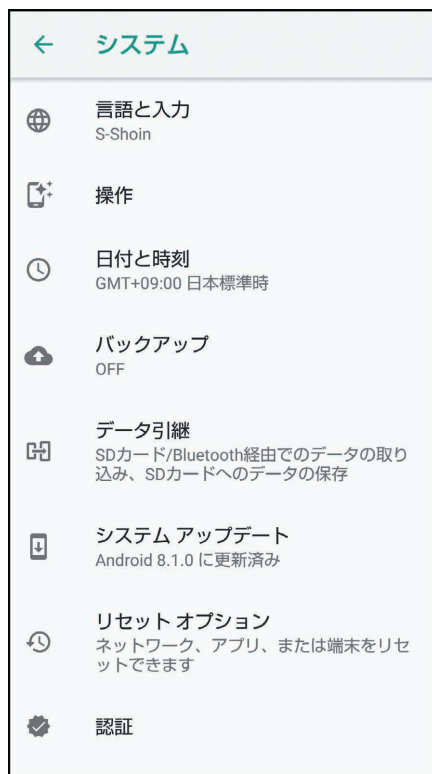 システム
言語と入力
S-Shoin
操作
日付と時刻
GMT+09:00 日本標準時
バックアップ
OFF
データ引継
SDカード/Bluetooth経由でのデータの取り
込み、SDカードへのデータの保存
システム アップデート
Android 8.1.0 に更新済み
リセット オプション
ネットワーク、アプリ、または端末をリセ
ットできます
認証